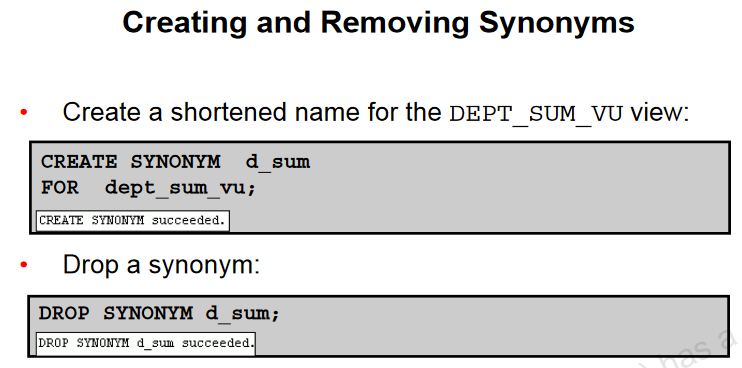 Creating and Removing Synonyms
• Create a shortened name for the DEPT_SUM_VU view:
CREATE SYNONYM d_sum
FOR dept_sum_vu;
CREATE SYNONYM succeeded.
• Drop a synonym:
DROP SYNONYM d_sum;
DROP SYNONYM d_sum succeeded.
has a